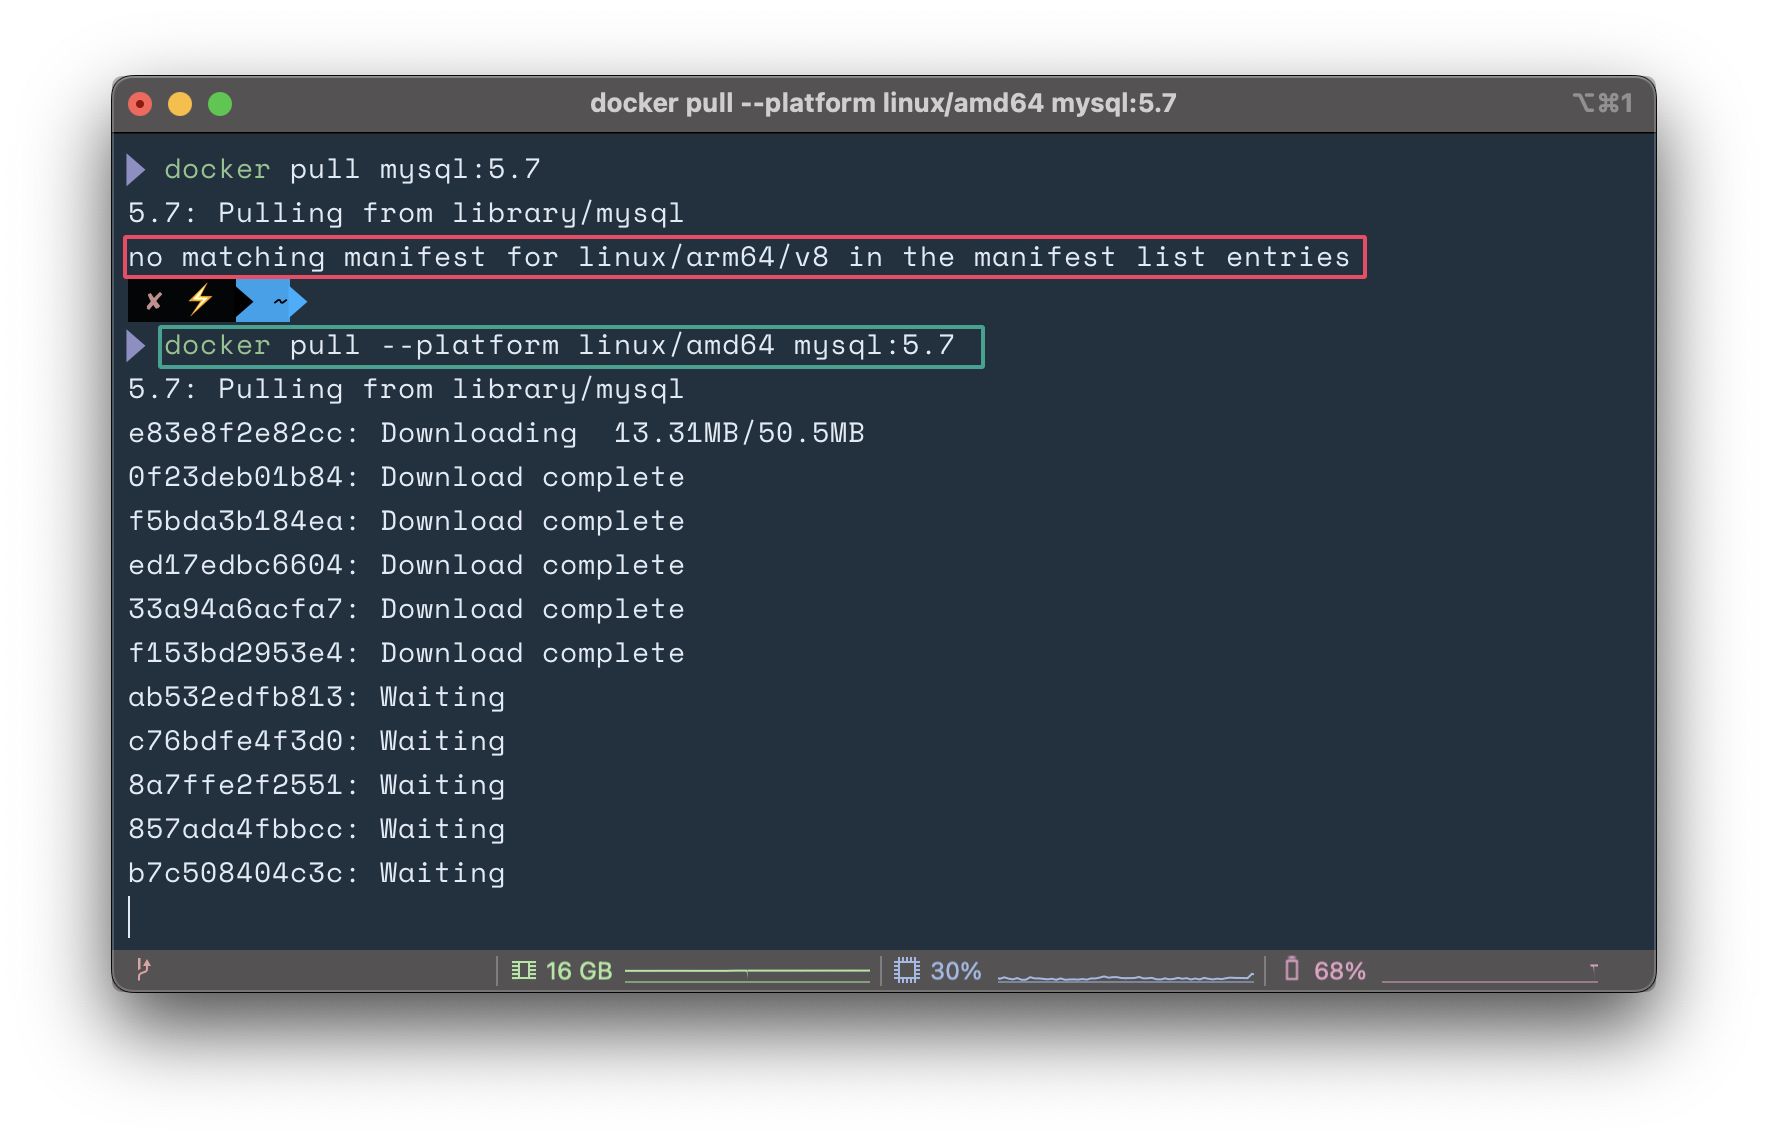 docker pull --platform linux/amd64 mysql:5.7
⌥⌘1
docker pull mysql:5.7
5.7: Pulling from library/mysql
no matching manifest for linux/arm64/v8 in the manifest list entries
✘ ⚡ ~
docker pull --platform linux/amd64 mysql:5.7
5.7: Pulling from library/mysql
e83e8f2e82cc: Downloading  13.31MB/50.5MB
0f23deb01b84: Download complete
f5bda3b184ea: Download complete
ed17edbc6604: Download complete
33a94a6acfa7: Download complete
f153bd2953e4: Download complete
ab532edfb813: Waiting
c76bdfe4f3d0: Waiting
8a7ffe2f2551: Waiting
857ada4fbbcc: Waiting
b7c508404c3c: Waiting
16 GB
30%
68%